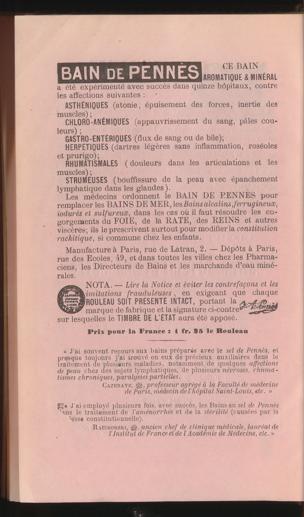 BAIN DE PENNÈS
CE BAIN
AROMATIQUE & MINÉRAL
a été expérimenté avec succès dans quinze hôpitaux, contre
les affections suivantes :
ASTHÉNIQUES (atonie, épuisement des forces, inertie des
muscles);
CHLORO-ANÉMIQUES (appauvrissement du sang, pâles cou-
leurs);
GASTRO-ENTÉRIQUES (flux de sang ou de bile);
HERPÉTIQUES (dartres légères sans inflammation, roséoles
et prurigo);
RHUMATISMALES (douleurs dans les articulations et les
muscles);
STRUMEUSES (bouffissure de la peau avec épanchement
lymphatique dans les glandes).
Les médecins ordonnent le BAIN DE PENNÈS pour
remplacer les BAINS DE MER, les Bains alcalins, ferrugineux,
iodurés et sulfureux, dans les cas où il faut résoudre les en-
gorgements du FOIE, de la RATE, des REINS et autres
viscères; ils le prescrivent surtout pour modifier la constitution
rachitique, si commune chez les enfants.
Manufacture à Paris, rue de Latran, 2. — Dépôts à Paris,
rue des Ecoles, 49, et dans toutes les villes chez les Pharma-
ciens, les Directeurs de Bains et les marchands d'eau miné-
rales.
NOTA. — Lire la Notice et éviter les contrefaçons et les
imitations frauduleuses, en exigeant que chaque
ROULEAU SOIT PRÉSENTÉ INTACT, portant la
marque de fabrique et la signature ci-contre
sur lesquelles le TIMBRE DE L'ÉTAT aura été apposé.
Prix pour la France : 1 fr. 25 le Rouleau
« J'ai souvent recours aux bains préparés avec le sel de Pennès, et
presque toujours j'ai trouvé en eux de précieux auxiliaires dans le
traitement de plusieurs maladies, notamment de quelques affections
de peau chez des sujets lymphatiques, de plusieurs névroses, rhuma-
tismes chroniques, paralysies partielles.
CAZENAVE, professeur agrégé à la Faculté de médecine
de Paris, médecin de l'hôpital Saint-Louis, etc. »
« J'ai employé plusieurs fois, avec succès, les Bains au sel de Pennès
dans le traitement de l'aménorrhée et de la stérilité (causées par la
constitutionnelle).
ancien chef de clinique médicale, lauréat de
l'Institut de France et de l'Académie de Médecine, etc. »